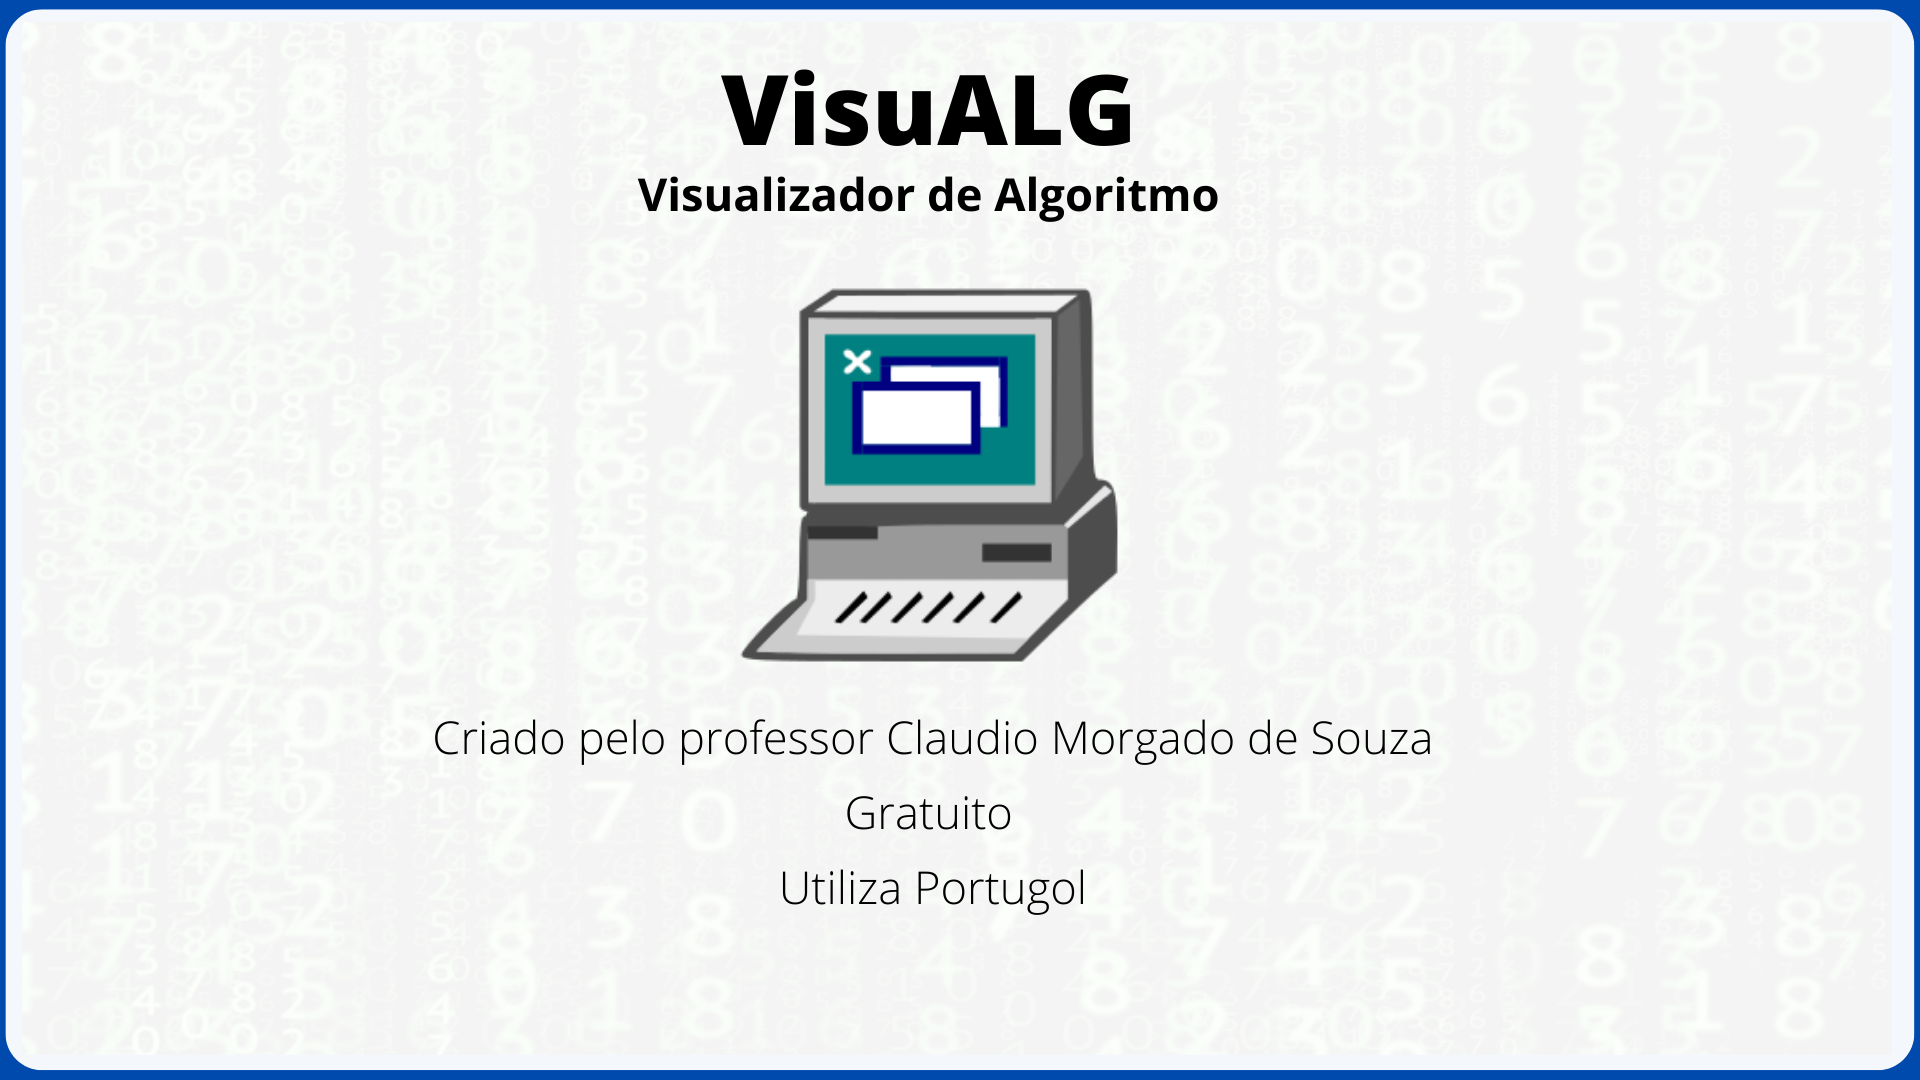 VisuALG
Visualizador de Algoritmo
Criado pelo professor Claudio Morgado de Souza
Gratuito
Utiliza Portugol